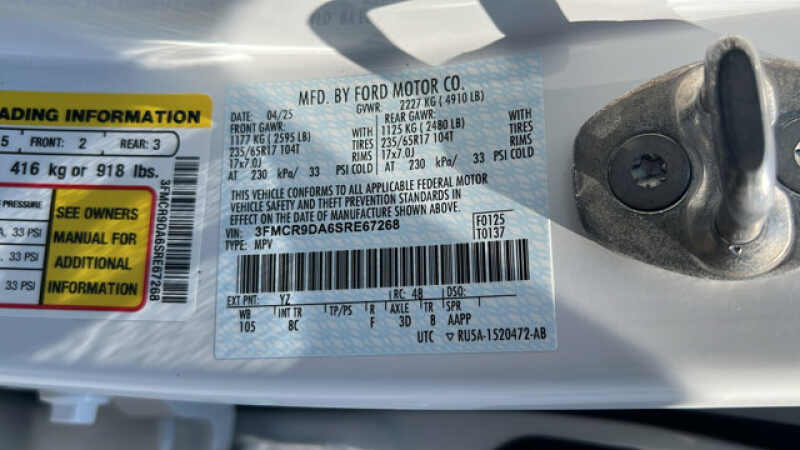 ADING INFORMATION
5 FRONT: 2 REAR: 3
416 kg or 918 lbs.
PRESSURE
33 PSI
33 PSI
33 PSI
SEE OWNERS
MANUAL FOR
ADDITIONAL
INFORMATION
3FMCR9DA6SRE67268
MFD. BY FORD MOTOR CO.
DATE: 04/25 GVWR: 2227 KG (4910 LB)
FRONT GAWR: REAR GAWR:
1177 KG (2595 LB) WITH 1125 KG (2480 LB) WITH
235/65R17 104T TIRES 235/65R17 104T TIRES
17x7.0J RIMS 17x7.0J RIMS
AT 230 kPa/ 33 PSI COLD AT 230 kPa/ 33 PSI COLD
THIS VEHICLE CONFORMS TO ALL APPLICABLE FEDERAL MOTOR
VEHICLE SAFETY AND THEFT PREVENTION STANDARDS IN
EFFECT ON THE DATE OF MANUFACTURE SHOWN ABOVE.
VIN: 3FMCR9DA6SRE67268 F0125
TYPE: MPV T0137
EXT PNT: YZ RC: 48 DSO:
WB INT TR TP/PS R AXLE TR SPR
105 8C F 3D 8 AAPP
UTC ▽ RU5A-1520472-AB